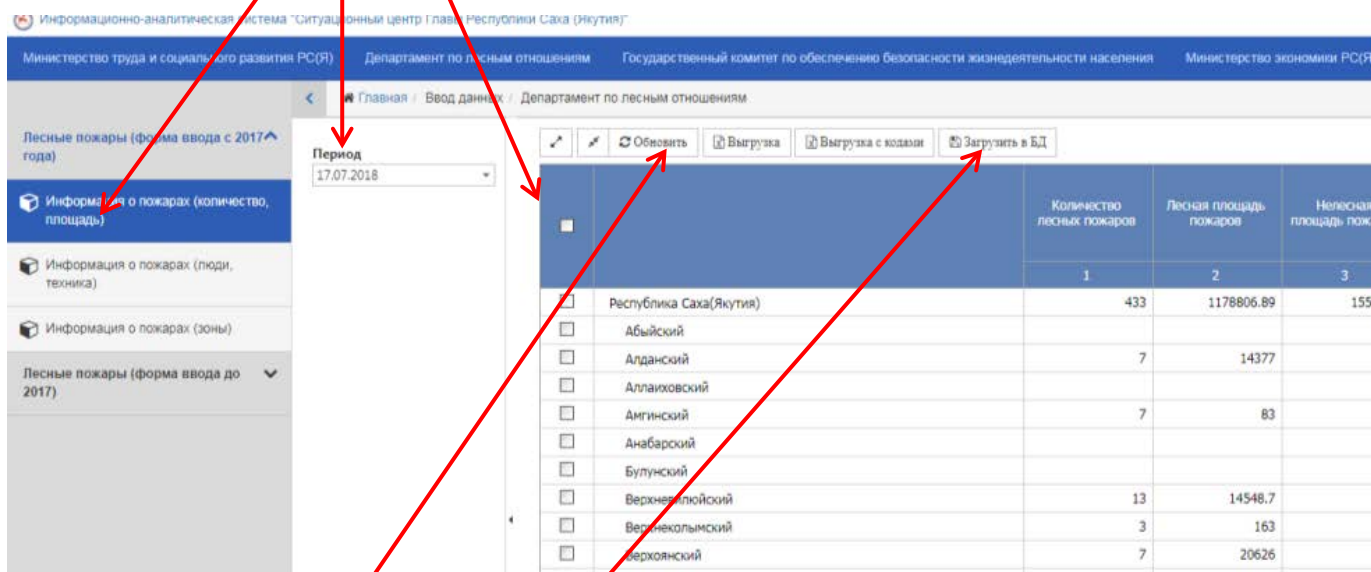 Информационно-аналитическая система "Ситуационный центр Главы Республики Саха (Якутия)"
Министерство труда и социального развития РС(Я) Департамент по лесным отношениям Государственный комитет по обеспечению безопасности жизнедеятельности населения Министерство экономики РС(Я
Главная / Ввод данных / Департамент по лесным отношениям
Лесные пожары (форма ввода с 2017
года)
Информация о пожарах (количество,
площадь)
Информация о пожарах (люди,
техника)
Информация о пожарах (зоны)
Лесные пожары (форма ввода до
2017)
Период
17.07.2018
Обновить Выгрузка Выгрузка с кодами Загрузить в БД
Количество
лесных пожаров
Лесная площадь
пожаров
Нелесная
площадь пож
1 2 3
Республика Саха(Якутия) 433 1178806.89 155
Абыйский
Алданский 7 14377
Аллаиховский
Амгинский 7 83
Анабарский
Булунский
Верхневилюйский 13 14548.7
Верхнеколымский 3 163
Верхоянский 7 20626